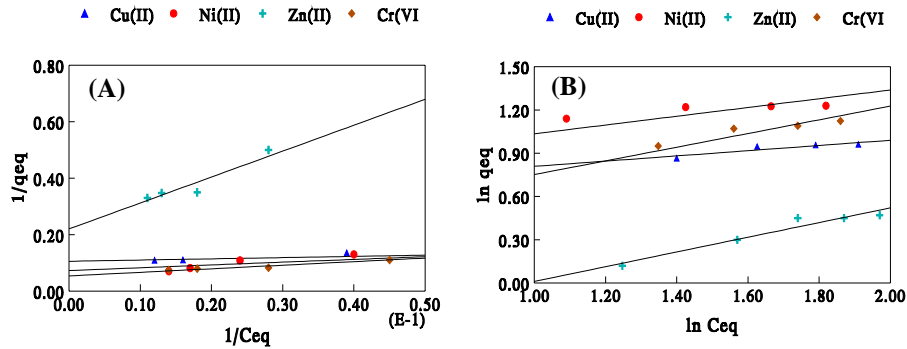 Cu(II) Ni(II) Zn(II) Cr(VI
(A)
0.80
0.60
0.40
0.20
0.00
1/qeq
0.00 0.10 0.20 0.30 0.40 0.50
(E-1)
1/Ceq
Cu(II) Ni(II) Zn(II) Cr(VI
(B)
1.50
1.20
0.90
0.60
0.30
0.00
ln qeq
1.00 1.20 1.40 1.60 1.80 2.00
ln Ceq